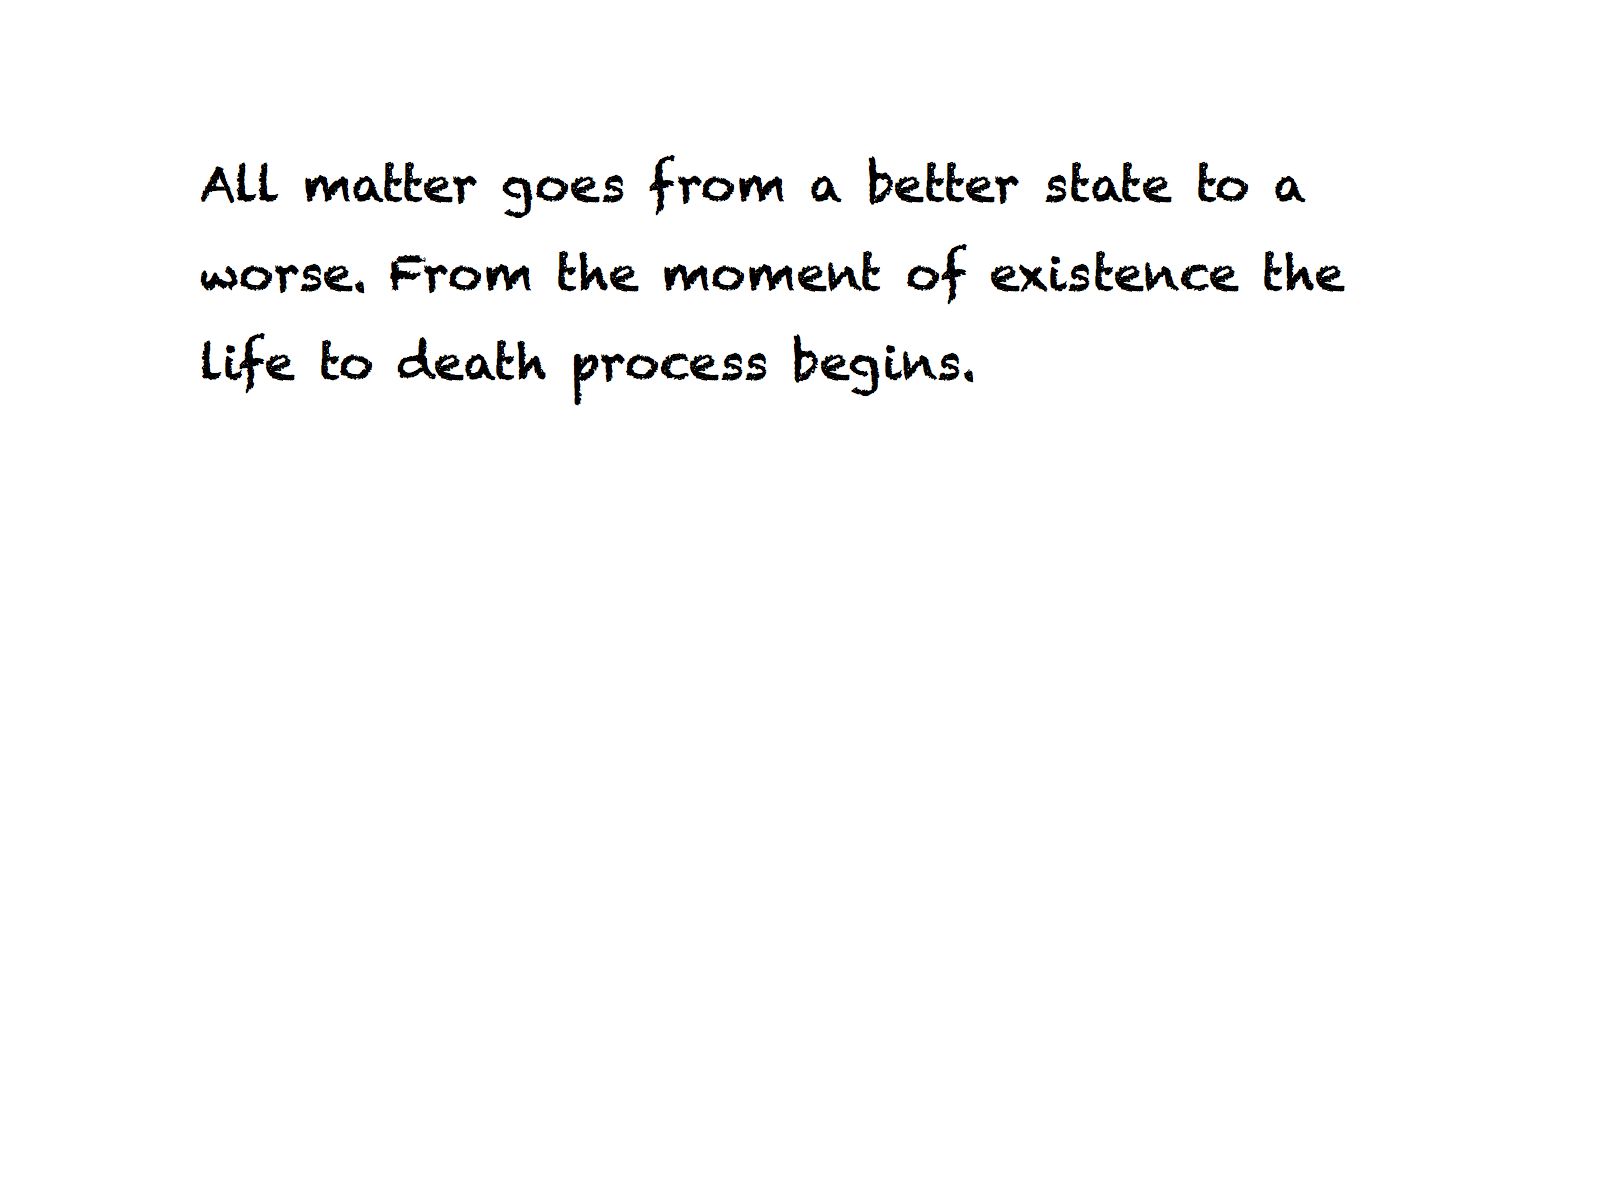 All matter goes from a better state to a
worse. From the moment of existence the
life to death process begins.